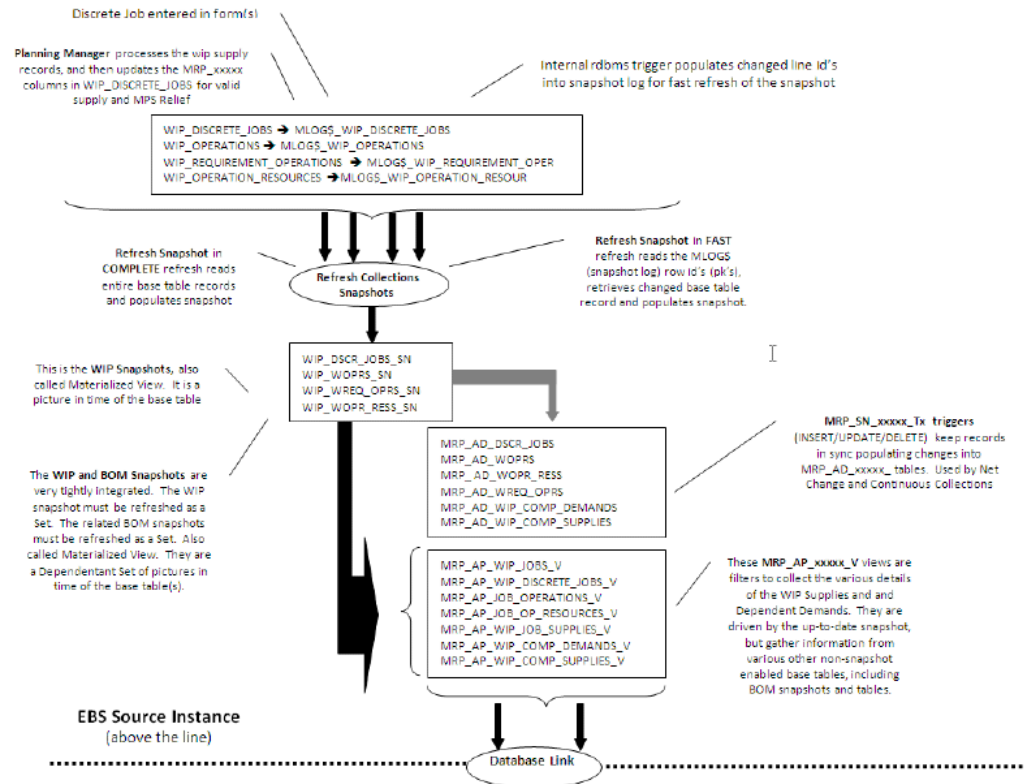 Discrete Job entered in form(s)
Planning Manager processes the wip supply
records, and then updates the MRP_xxxxx
columns in WIP_DISCRETE_JOBS for valid
supply and MPS Relief
Internal rdbms trigger populates changed line id's
into snapshot log for fast refresh of the snapshot
WIP_DISCRETE_JOBS ➔ MLOG$_WIP_DISCRETE_JOBS
WIP_OPERATIONS ➔ MLOG$_WIP_OPERATIONS
WIP_REQUIREMENT_OPERATIONS ➔ MLOG$_WIP_REQUIREMENT_OPER
WIP_OPERATION_RESOURCES ➔MLOG$_WIP_OPERATION_RESOUR
Refresh Snapshot in
COMPLETE refresh reads
entire base table records
and populates snapshot
Refresh Collections
Snapshots
Refresh Snapshot in FAST
refresh reads the MLOG$
(snapshot log) row id's (pk's),
retrieves changed base table
record and populates snapshot.
This is the WIP Snapshots, also
called Materialized View. It is a
picture in time of the base table
WIP_DSCR_JOBS_SN
WIP_WOPRS_SN
WIP_WREQ_OPRS_SN
WIP_WOPR_RESS_SN
The WIP and BOM Snapshots are
very tightly integrated. The WIP
snapshot must be refreshed as a
Set. The related BOM snapshots
must be refreshed as a Set. Also
called Materialized View. They are
a Dependentant Set of pictures in
time of the base table(s).
MRP_AD_DSCR_JOBS
MRP_AD_WOPRS
MRP_AD_WOPR_RESS
MRP_AD_WREQ_OPRS
MRP_AD_WIP_COMP_DEMANDS
MRP_AD_WIP_COMP_SUPPLIES
MRP_SN_xxxxx_Tx triggers
(INSERT/UPDATE/DELETE) keep records
in sync populating changes into
MRP_AD_xxxxx_ tables. Used by Net
Change and Continuous Collections
MRP_AP_WIP_JOBS_V
MRP_AP_WIP_DISCRETE_JOBS_V
MRP_AP_JOB_OPERATIONS_V
MRP_AP_JOB_OP_RESOURCES_V
MRP_AP_WIP_JOB_SUPPLIES_V
MRP_AP_WIP_COMP_DEMANDS_V
MRP_AP_WIP_COMP_SUPPLIES_V
These MRP_AP_xxxxx_V views are
filters to collect the various details
of the WIP Supplies and and
Dependent Demands. They are
driven by the up-to-date snapshot,
but gather information from
various other non-snapshot
enabled base tables, including
BOM snapshots and tables.
EBS Source Instance
(above the line)
Database Link